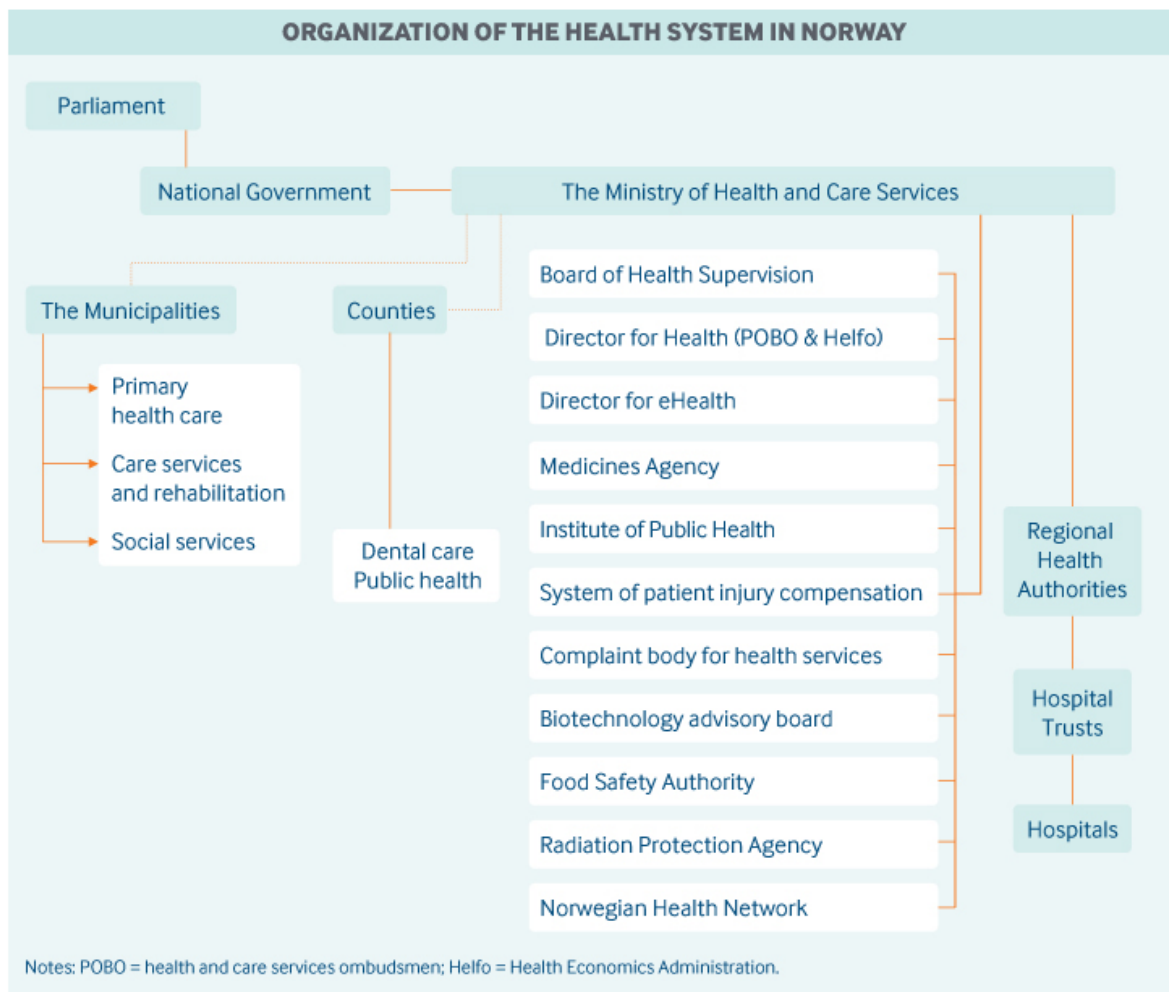 ORGANIZATION OF THE HEALTH SYSTEM IN NORWAY
Parliament
National Government
The Ministry of Health and Care Services
The Municipalities
Primary
health care
Care services
and rehabilitation
Social services
Counties
Dental care
Public health
Board of Health Supervision
Director for Health (POBO & Helfo)
Director for eHealth
Medicines Agency
Institute of Public Health
System of patient injury compensation
Complaint body for health services
Biotechnology advisory board
Food Safety Authority
Radiation Protection Agency
Norwegian Health Network
Regional
Health
Authorities
Hospital
Trusts
Hospitals
Notes: POBO = health and care services ombudsmen; Helfo = Health Economics Administration.